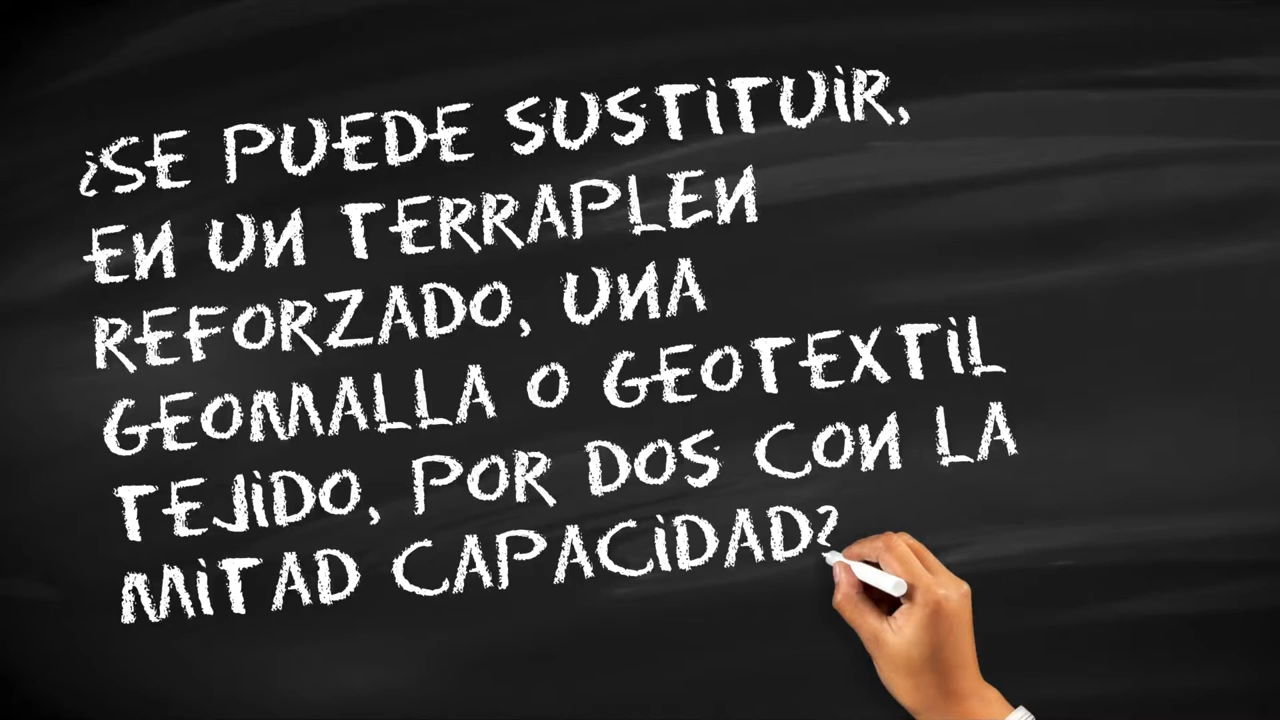 ¿SE PUEDE SUSTITUIR,
EN UN TERRAPLEN
REFORZADO, UNA
GEOMALLA O GEOTEXTIL
TEJIDO, POR DOS CON LA
MITAD CAPACIDAD?